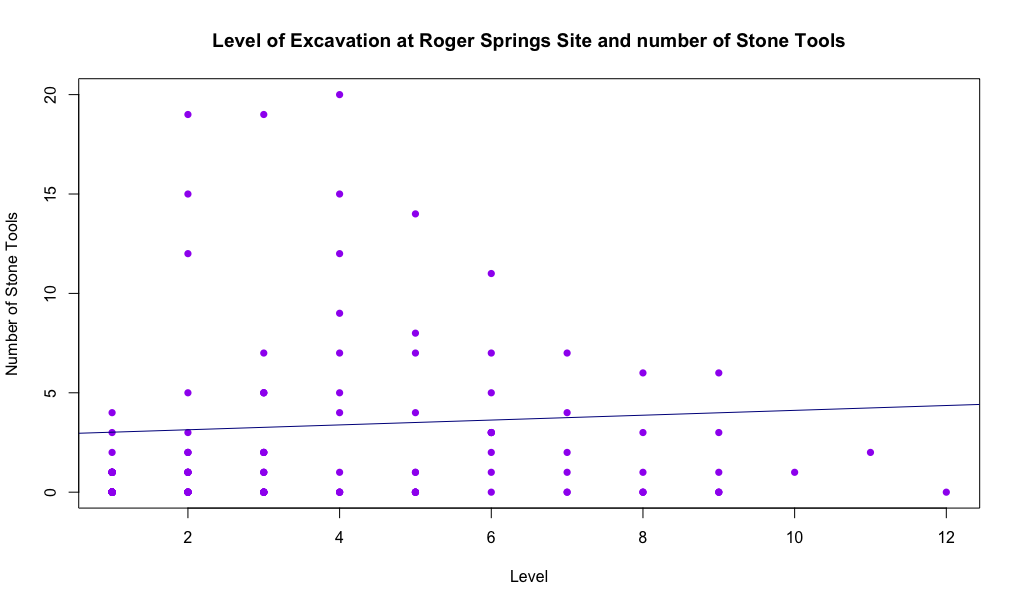 Level of Excavation at Roger Springs Site and number of Stone Tools
Number of Stone Tools
20
15
10
5
0
2 4 6 8 10 12
Level